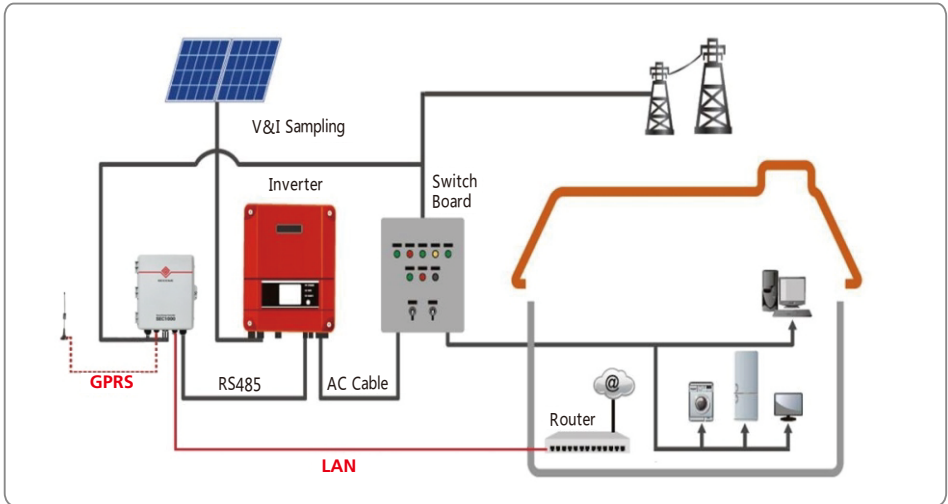 V&I Sampling
Inverter
Switch
Board
GPRS
RS485
AC Cable
@
Router
LAN